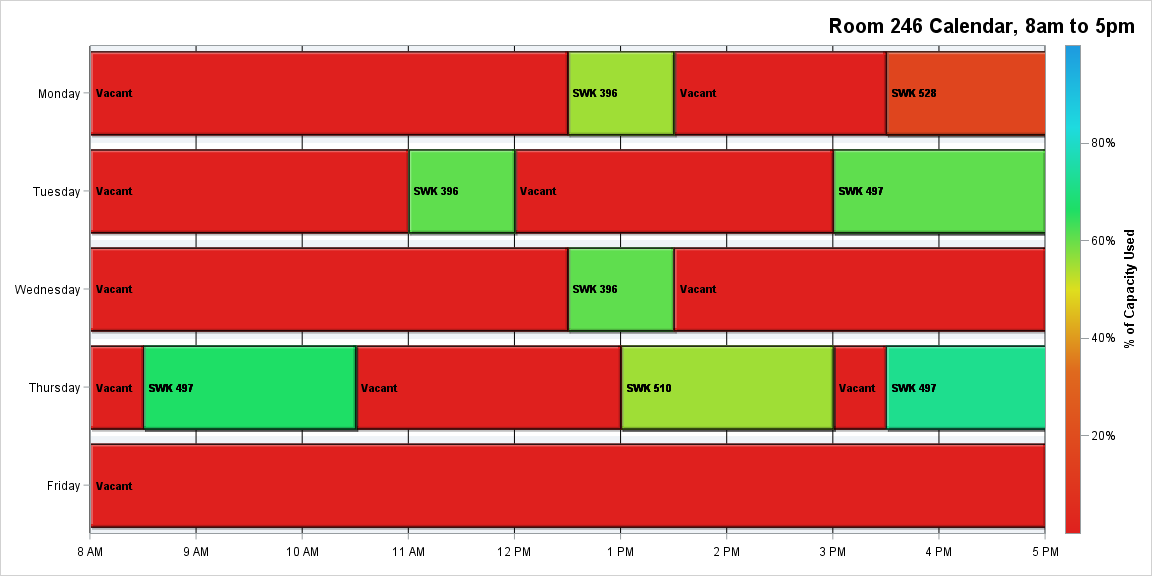 Room 246 Calendar, 8am to 5pm
Monday
Vacant
SWK 396
Vacant
SWK 528
Tuesday
Vacant
SWK 396
Vacant
SWK 497
Wednesday
Vacant
SWK 396
Vacant
Thursday
Vacant
SWK 497
Vacant
SWK 510
Vacant
SWK 497
Friday
Vacant
8 AM
9 AM
10 AM
11 AM
12 PM
1 PM
2 PM
3 PM
4 PM
5 PM
80%
60%
40%
20%
% of Capacity Used